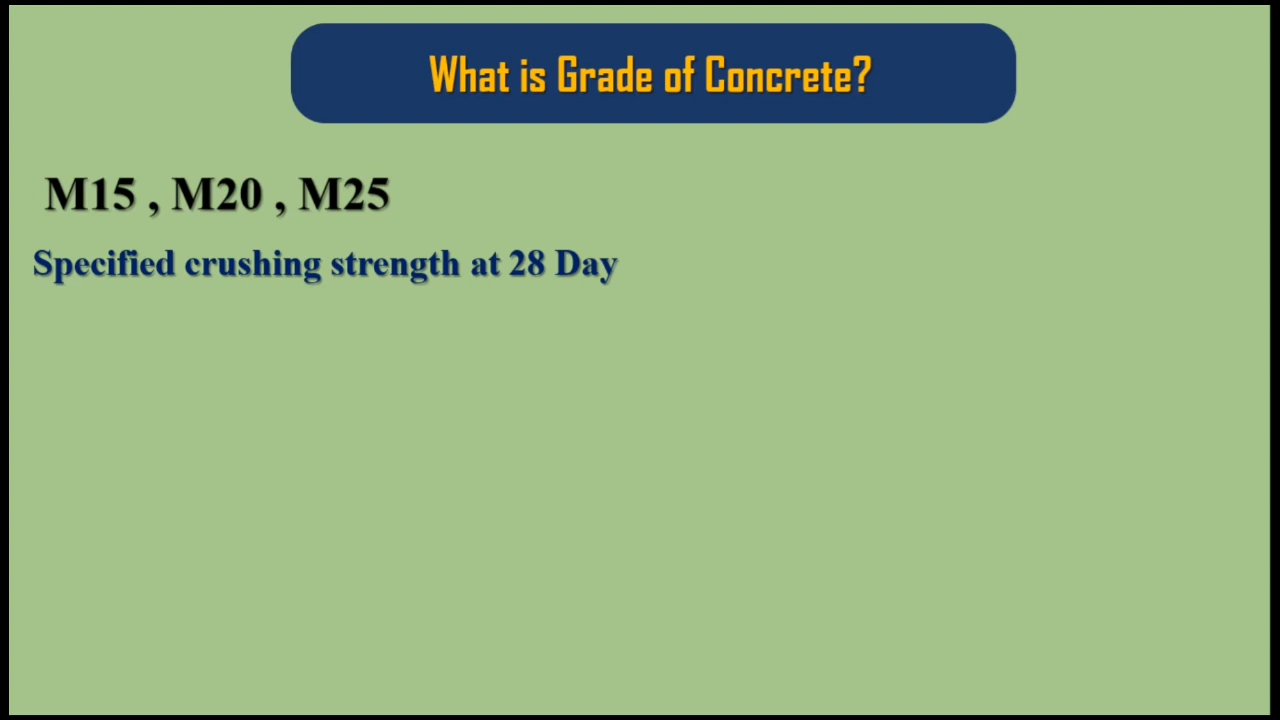 What is Grade of Concrete?
M15 , M20 , M25
Specified crushing strength at 28 Day